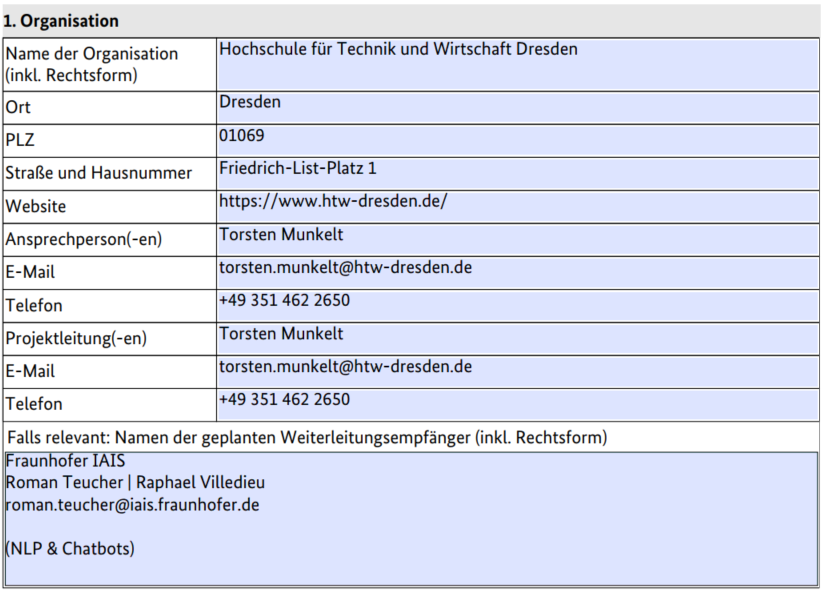 1. Organisation
Name der Organisation
(inkl. Rechtsform)
Hochschule für Technik und Wirtschaft Dresden
Ort
Dresden
PLZ
01069
Straße und Hausnummer
Friedrich-List-Platz 1
Website
https://www.htw-dresden.de/
Ansprechperson(-en)
Torsten Munkelt
E-Mail
torsten.munkelt@htw-dresden.de
Telefon
+49 351 462 2650
Projektleitung(-en)
Torsten Munkelt
E-Mail
torsten.munkelt@htw-dresden.de
Telefon
+49 351 462 2650
Falls relevant: Namen der geplanten Weiterleitungsempfänger (inkl. Rechtsform)
Fraunhofer IAIS
Roman Teucher | Raphael Villedieu
roman.teucher@iais.fraunhofer.de
(NLP & Chatbots)